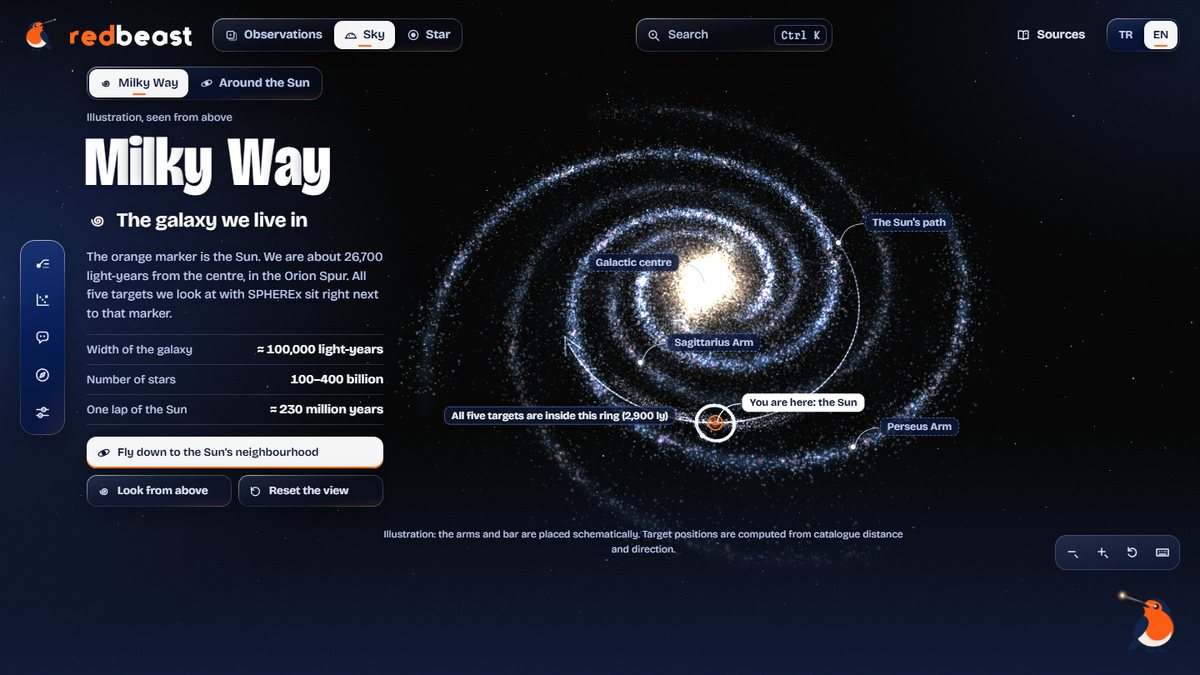 redbeast
Observations
Sky
Star
Search
Ctrl K
Sources
TR
EN
Milky Way
Around the Sun
Illustration, seen from above
Milky Way
The galaxy we live in
The orange marker is the Sun. We are about 26,700
light-years from the centre, in the Orion Spur. All
five targets we look at with SPHEREx sit right next
to that marker.
Width of the galaxy ≈ 100,000 light-years
Number of stars 100–400 billion
One lap of the Sun ≈ 230 million years
Fly down to the Sun's neighbourhood
Look from above
Reset the view
The Sun's path
Galactic centre
Sagittarius Arm
You are here: the Sun
All five targets are inside this ring (2,900 ly)
Perseus Arm
Illustration: the arms and bar are placed schematically. Target positions are computed from catalogue distance
and direction.